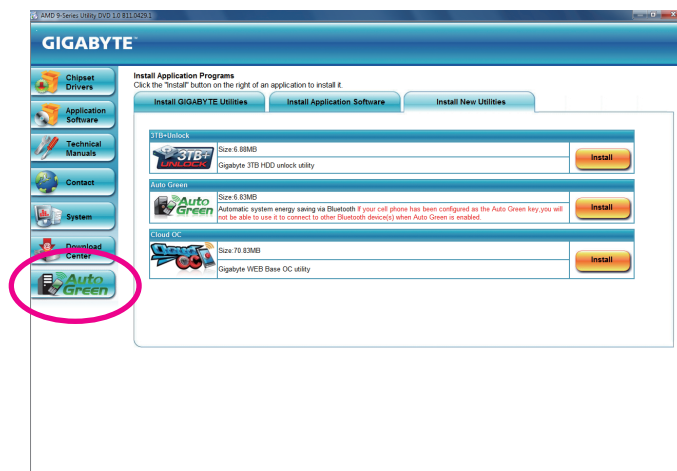 AMD 9-Series Utility DVD 1.0 B11.0429.1
GIGABYTE™
Chipset
Drivers
Application
Software
Technical
Manuals
Contact
System
Download
Center
Auto
Green
Install Application Programs
Click the "Install" button on the right of an application to install it.
Install GIGABYTE Utilities
Install Application Software
Install New Utilities
3TB+Unlock
3TB+
UNLOCK
Size:6.88MB
Gigabyte 3TB HDD unlock utility
Install
Auto Green
Auto
Green
Size:6.83MB
Automatic system energy saving via Bluetooth If your cell phone has been configured as the Auto Green key,you will
not be able to use it to connect to other Bluetooth device(s) when Auto Green is enabled.
Install
Cloud OC
Cloud
OC
Size:70.83MB
Gigabyte WEB Base OC utility
Install